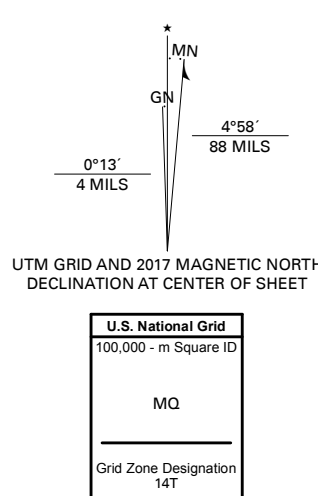 ★
MN
GN
4°58´
88 MILS
0°13´
4 MILS
UTM GRID AND 2017 MAGNETIC NORTH
DECLINATION AT CENTER OF SHEET
U.S. National Grid
100,000 - m Square ID
MQ
Grid Zone Designation
14T